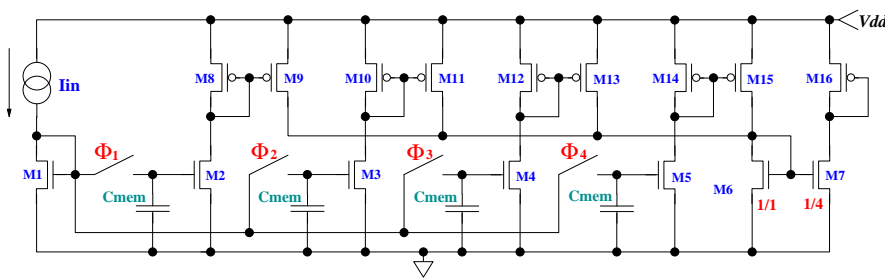 Vdd
M8
M9
M10
M11
M12
M13
M14
M15
M16
Iin
Φ1
Φ2
Φ3
Φ4
M1
M2
M3
M4
M5
M6
M7
Cmem
Cmem
Cmem
Cmem
1/1
1/4